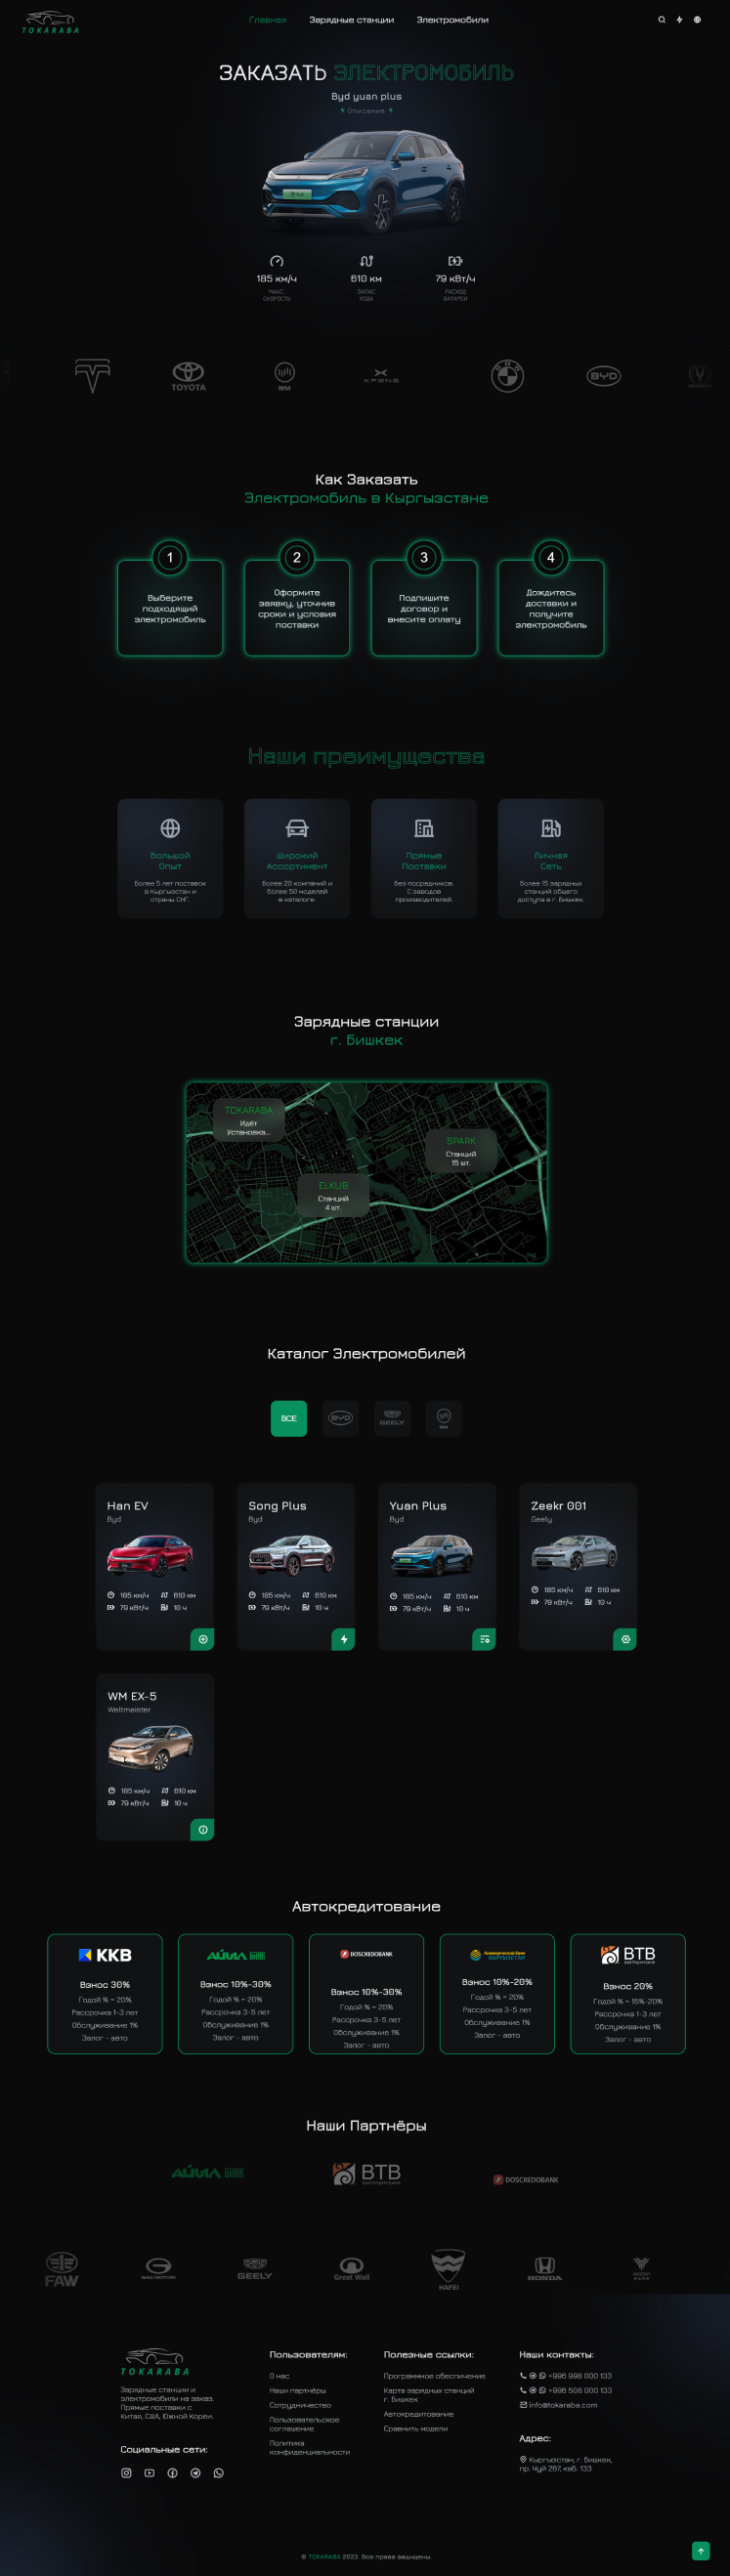 TOKARABA
Главная Зарядные станции Электромобили
ЗАКАЗАТЬ ЭЛЕКТРОМОБИЛЬ
Byd yuan plus
Описание
185 км/ч 610 км 79 кВт/ч
МАКС. ЗАПАС РАСХОД
СКОРОСТЬ ХОДА БАТАРЕИ
TOYOTA WM XPENG BMW BYD
Как Заказать
Электромобиль в Кыргызстане
1
Выберите
подходящий
электромобиль
2
Оформите
заявку, уточнив
сроки и условия
поставки
3
Подпишите
договор и
внесите оплату
4
Дождитесь
доставки и
получите
электромобиль
Наши преимущества
Большой
Опыт
Более 5 лет поставок
в Кыргызстан и
страны СНГ.
Широкий
Ассортимент
Более 20 компаний и
более 50 моделей
в каталоге.
Прямые
Поставки
Без посредников.
С заводов
производителей.
Личная
Сеть
Более 15 зарядных
станций общего
доступа в г. Бишкек.
Зарядные станции
г. Бишкек
TOKARABA
Идёт
Установка...
SPARK
Станций
15 шт.
ELKUB
Станций
4 шт.
Каталог Электромобилей
ВСЕ BYD GEELY WM
Han EV
Byd
185 км/ч 610 км
79 кВт/ч 10 ч
Song Plus
Byd
185 км/ч 610 км
79 кВт/ч 10 ч
Yuan Plus
Byd
185 км/ч 610 км
79 кВт/ч 10 ч
Zeekr 001
Geely
185 км/ч 610 км
79 кВт/ч 10 ч
WM EX-5
Weltmeister
185 км/ч 610 км
79 кВт/ч 10 ч
Автокредитование
ККВ
Взнос 30%
Годой % = 20%
Рассрочка 1-3 лет
Обслуживание 1%
Залог - авто
АЙЫЛ БАНК
Взнос 10%-30%
Годой % = 20%
Рассрочка 3-5 лет
Обслуживание 1%
Залог - авто
DOSCREDOBANK
Взнос 10%-30%
Годой % = 20%
Рассрочка 3-5 лет
Обслуживание 1%
Залог - авто
Коммерческий банк
КЫРГЫЗСТАН
Взнос 10%-20%
Годой % = 20%
Рассрочка 3-5 лет
Обслуживание 1%
Залог - авто
BTB
Взнос 20%
Годой % = 15%-20%
Рассрочка 1-3 лет
Обслуживание 1%
Залог - авто
Наши Партнёры
АЙЫЛ БАНК BTB DOSCREDOBANK
FAW GAC MOTOR GEELY Great Wall HAFEI HONDA
TOKARABA
Зарядные станции и
электромобили на заказ.
Прямые поставки с
Китая, США, Южной Кореи.
Социальные сети:
Пользователям:
О нас
Наши партнёры
Сотрудничество
Пользовательское
соглашение
Политика
конфиденциальности
Полезные ссылки:
Программное обеспечение
Карта зарядных станций
г. Бишкек
Автокредитование
Сравнить модели
Наши контакты:
+996 998 000 133
+996 508 000 133
info@tokaraba.com
Адрес:
Кыргызстан, г. Бишкек,
пр. Чуй 267, каб. 133
© TOKARABA 2023. Все права защищены.